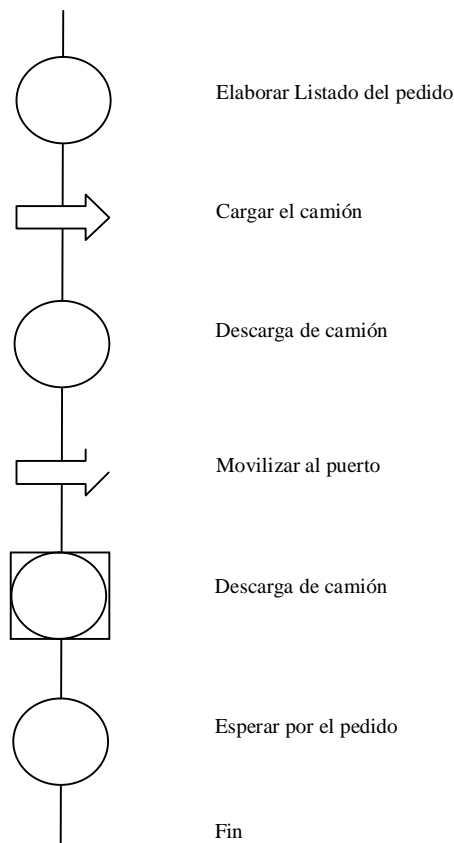 Elaborar Listado del pedido
Cargar el camión
Descarga de camión
Movilizar al puerto
Descarga de camión
Esperar por el pedido
Fin